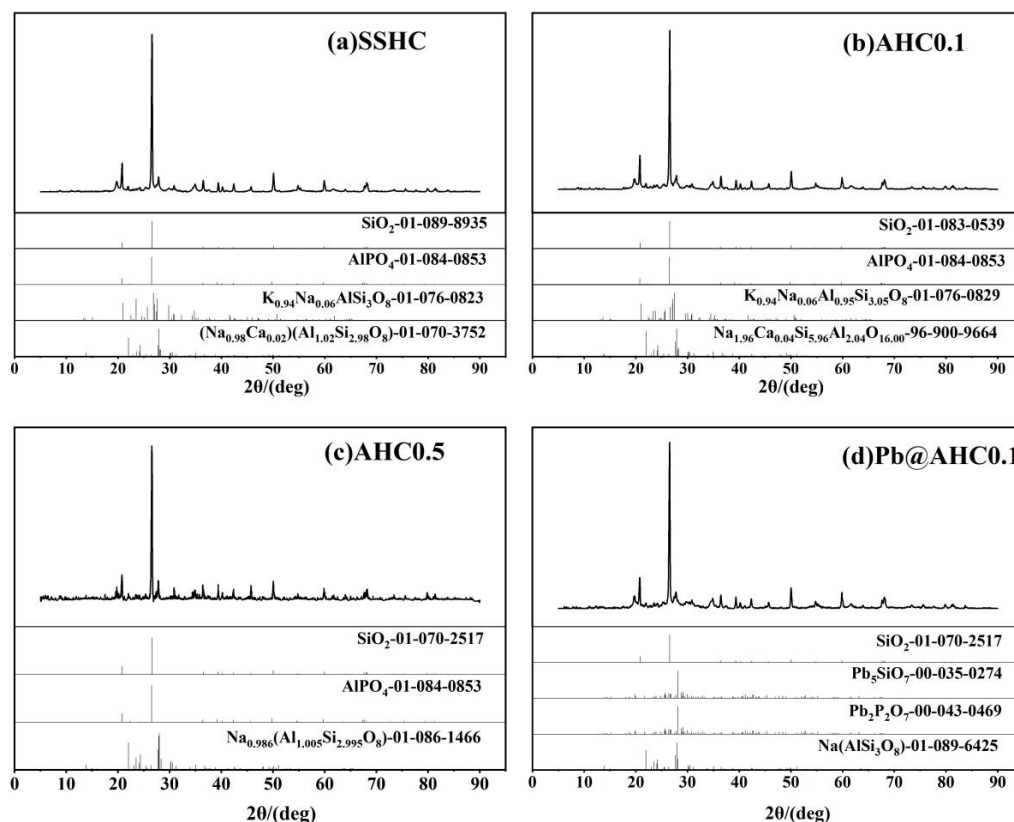 (a)SSHC
SiO₂-01-089-8935
AlPO₄-01-084-0853
K₀.₉₄Na₀.₀₆AlSi₃O₈-01-076-0823
(Na₀.₉₈Ca₀.₀₂)(Al₁.₀₂Si₂.₉₈O₈)-01-070-3752
0 10 20 30 40 50 60 70 80 90
2θ/(deg)
(b)AHC0.1
SiO₂-01-083-0539
AlPO₄-01-084-0853
K₀.₉₄Na₀.₀₆Al₀.₉₅Si₃.₀₅O₈-01-076-0829
Na₁.₉₆Ca₀.₀₄Si₅.₉₆Al₂.₀₄O₁₆.₀₀-96-900-9664
0 10 20 30 40 50 60 70 80 90
2θ/(deg)
(c)AHC0.5
SiO₂-01-070-2517
AlPO₄-01-084-0853
Na₀.₉₈₆(Al₁.₀₀₅Si₂.₉₉₅O₈)-01-086-1466
0 10 20 30 40 50 60 70 80 90
2θ/(deg)
(d)Pb@AHC0.1
SiO₂-01-070-2517
Pb₅SiO₇-00-035-0274
Pb₂P₂O₇-00-043-0469
Na(AlSi₃O₈)-01-089-6425
0 10 20 30 40 50 60 70 80 90
2θ/(deg)